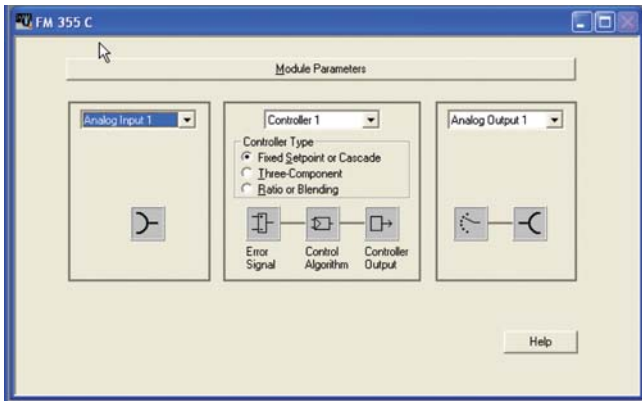 FM 355 C
Module Parameters
Analog Input 1
Controller 1
Analog Output 1
Controller Type
Fixed Setpoint or Cascade
Three-Component
Ratio or Blending
Error Signal
Control Algorithm
Controller Output
Help